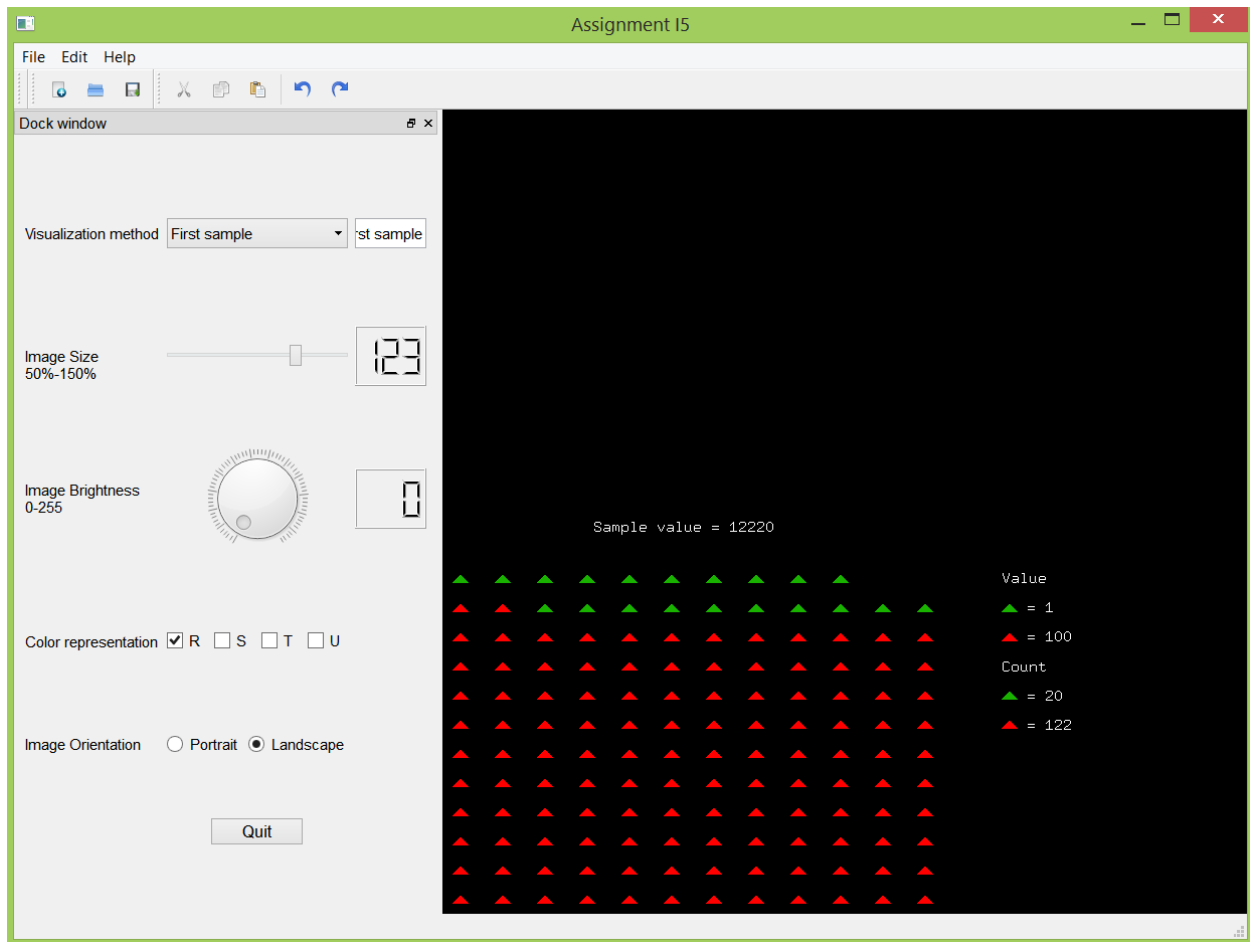 Assignment I5
File Edit Help
Dock window
Visualization method First sample rst sample
Image Size
50%-150%
123
Image Brightness
0-255
0
Color representation R S T U
Image Orientation Portrait Landscape
Quit
Sample value = 12220
Value
= 1
= 100
Count
= 20
= 122